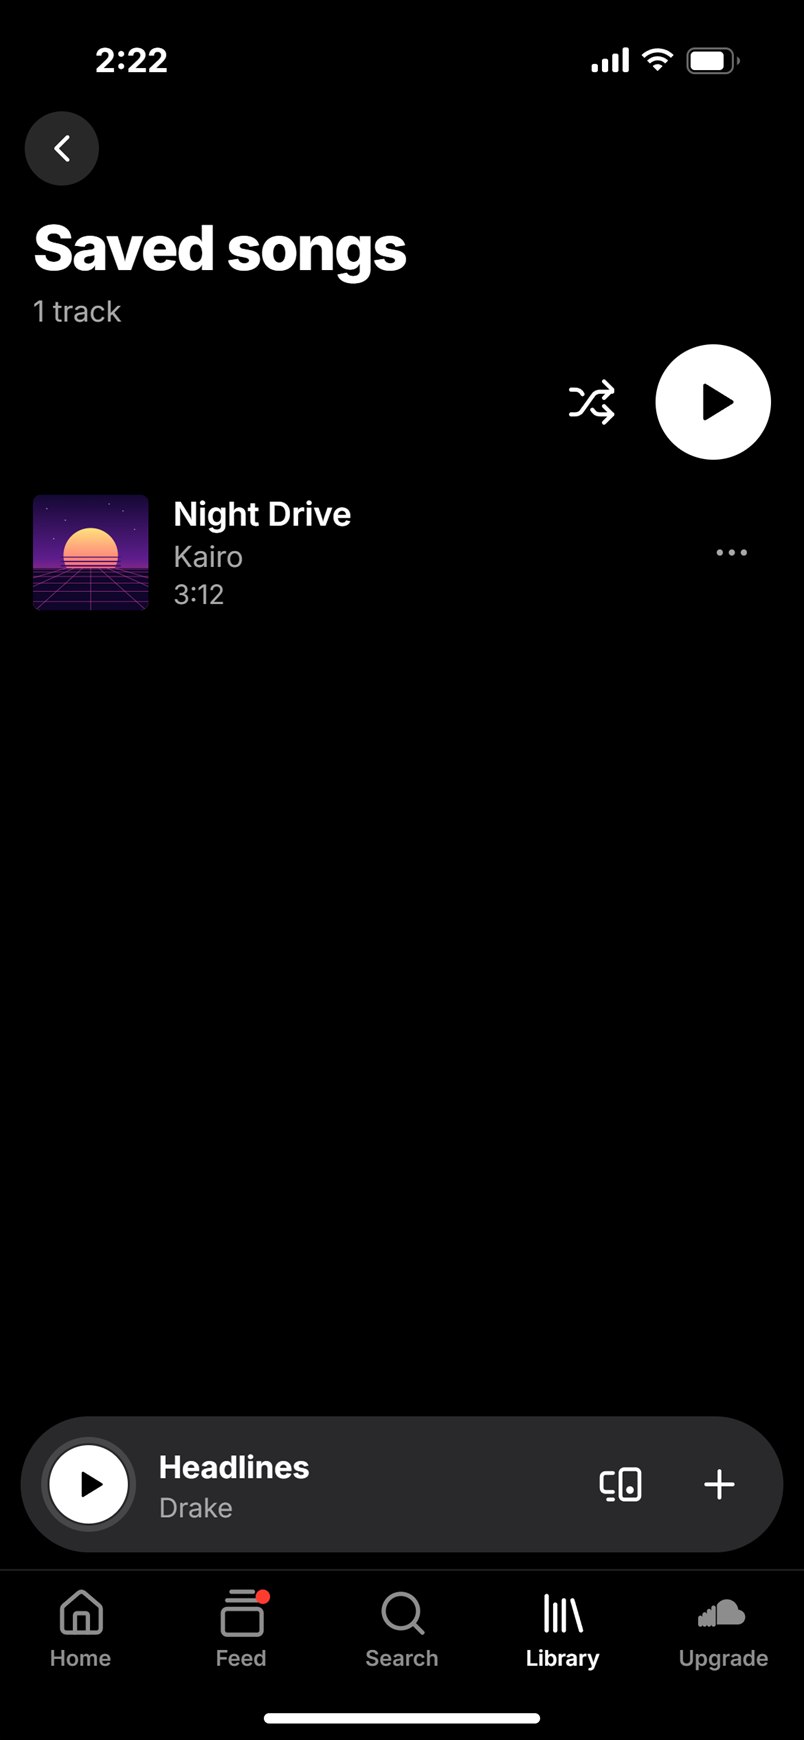 2:22
Saved songs
1 track
Night Drive
Kairo
3:12
Headlines
Drake
Home
Feed
Search
Library
Upgrade